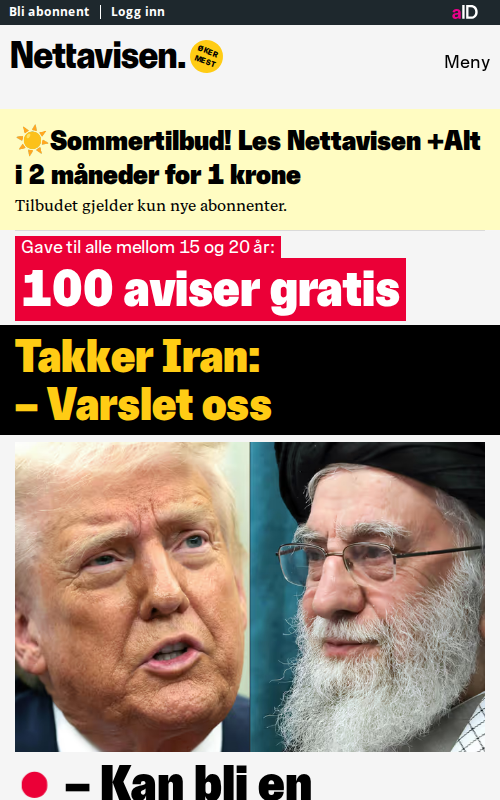 Bli abonnent | Logg inn
aID
Nettavisen.
ØKER
MEST
Meny
☀️Sommertilbud! Les Nettavisen +Alt
i 2 måneder for 1 krone
Tilbudet gjelder kun nye abonnenter.
Gave til alle mellom 15 og 20 år:
100 aviser gratis
Takker Iran:
– Varslet oss
– Kan bli en